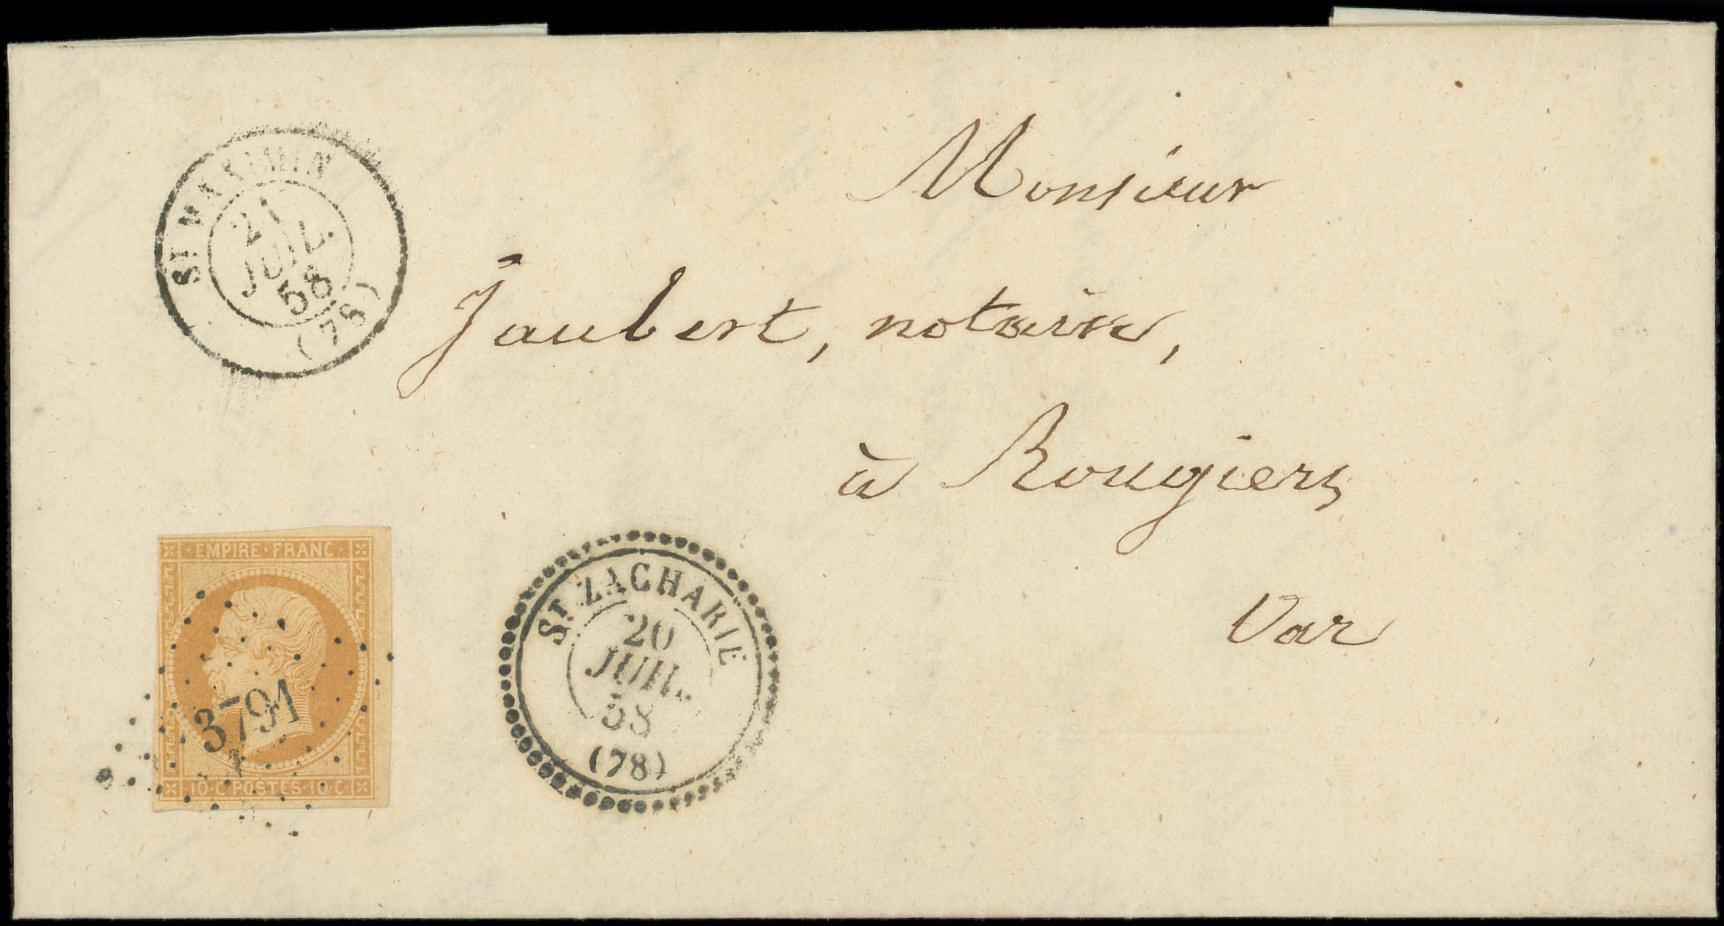 Monsieur
Jaubert, notaire,
à Rougiers
Var
ST MAXIMIN
21
JUIL.
58
(78)
EMPIRE FRANC
3791
10·C·POSTES·10·C
ST ZACHARIE
20
JUIL.
58
(78)